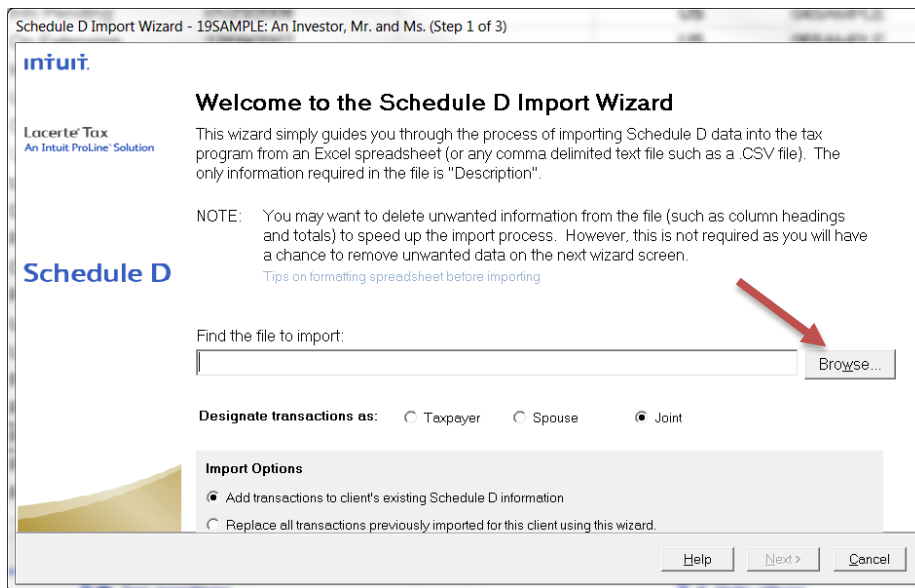 Schedule D Import Wizard - 19SAMPLE: An Investor, Mr. and Ms. (Step 1 of 3)
intuit.
Lacerte® Tax
An Intuit ProLine® Solution
Schedule D
Welcome to the Schedule D Import Wizard
This wizard simply guides you through the process of importing Schedule D data into the tax
program from an Excel spreadsheet (or any comma delimited text file such as a .CSV file). The
only information required in the file is "Description".
NOTE: You may want to delete unwanted information from the file (such as column headings
and totals) to speed up the import process. However, this is not required as you will have
a chance to remove unwanted data on the next wizard screen.
Tips on formatting spreadsheet before importing
Find the file to import:
Browse...
Designate transactions as: Taxpayer Spouse Joint
Import Options
Add transactions to client's existing Schedule D information
Replace all transactions previously imported for this client using this wizard.
Help Next > Cancel